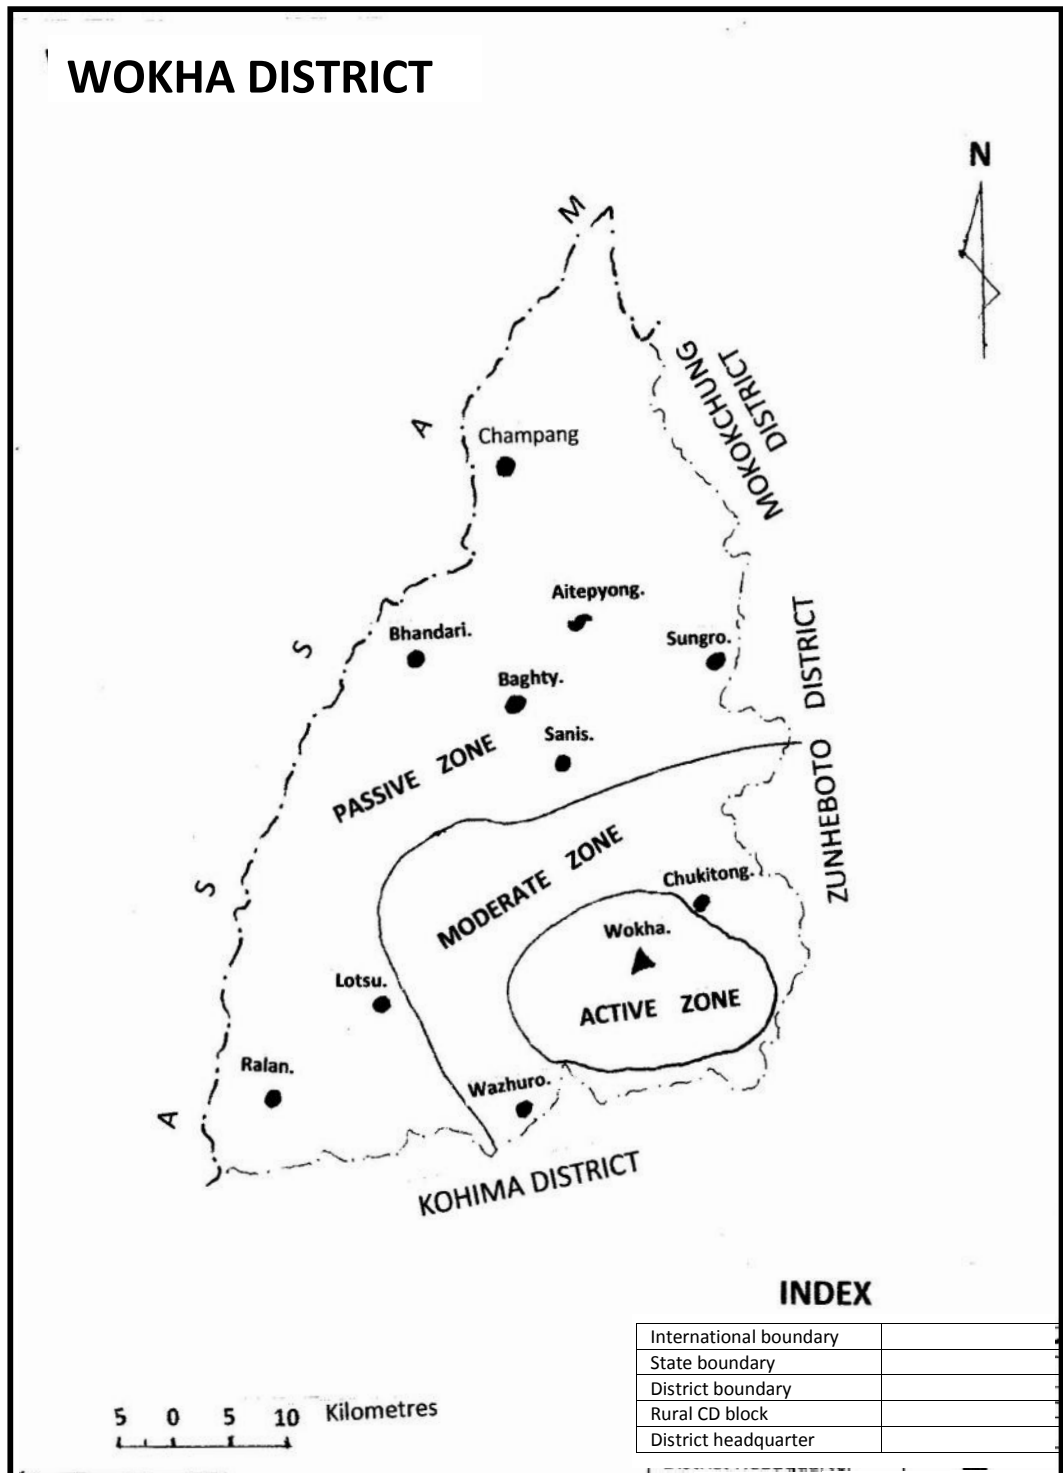 WOKHA DISTRICT
N
M
A
S
S
A
MOKOKCHUNG
DISTRICT
Champang
Aitepyong.
Bhandari.
Sungro.
Baghty.
Sanis.
ZUNHEBOTO DISTRICT
PASSIVE ZONE
MODERATE ZONE
Chukitong.
Wokha.
ACTIVE ZONE
Lotsu.
Ralan.
Wazhuro.
KOHIMA DISTRICT
INDEX
International boundary
State boundary
District boundary
Rural CD block
District headquarter
5 0 5 10 Kilometres